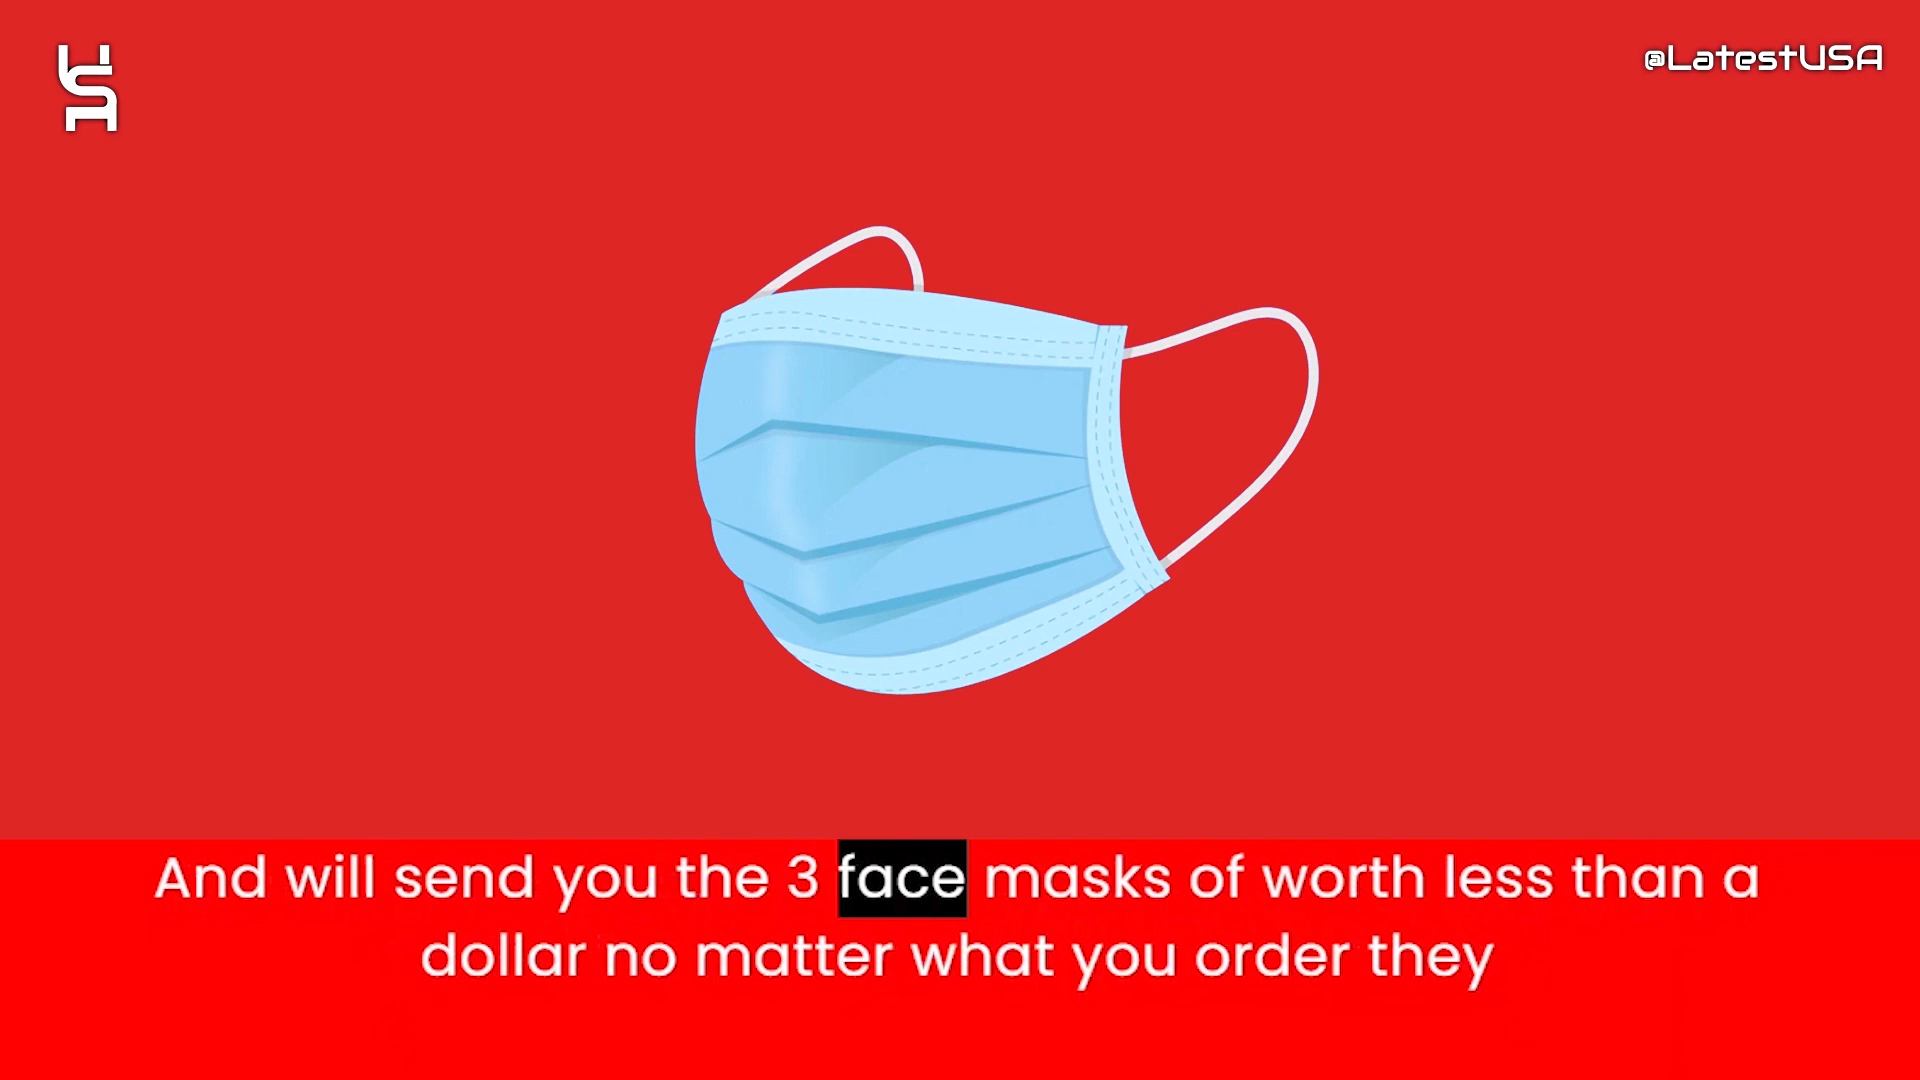 USA
@LatestUSA
And will send you the 3 face masks of worth less than a
dollar no matter what you order they